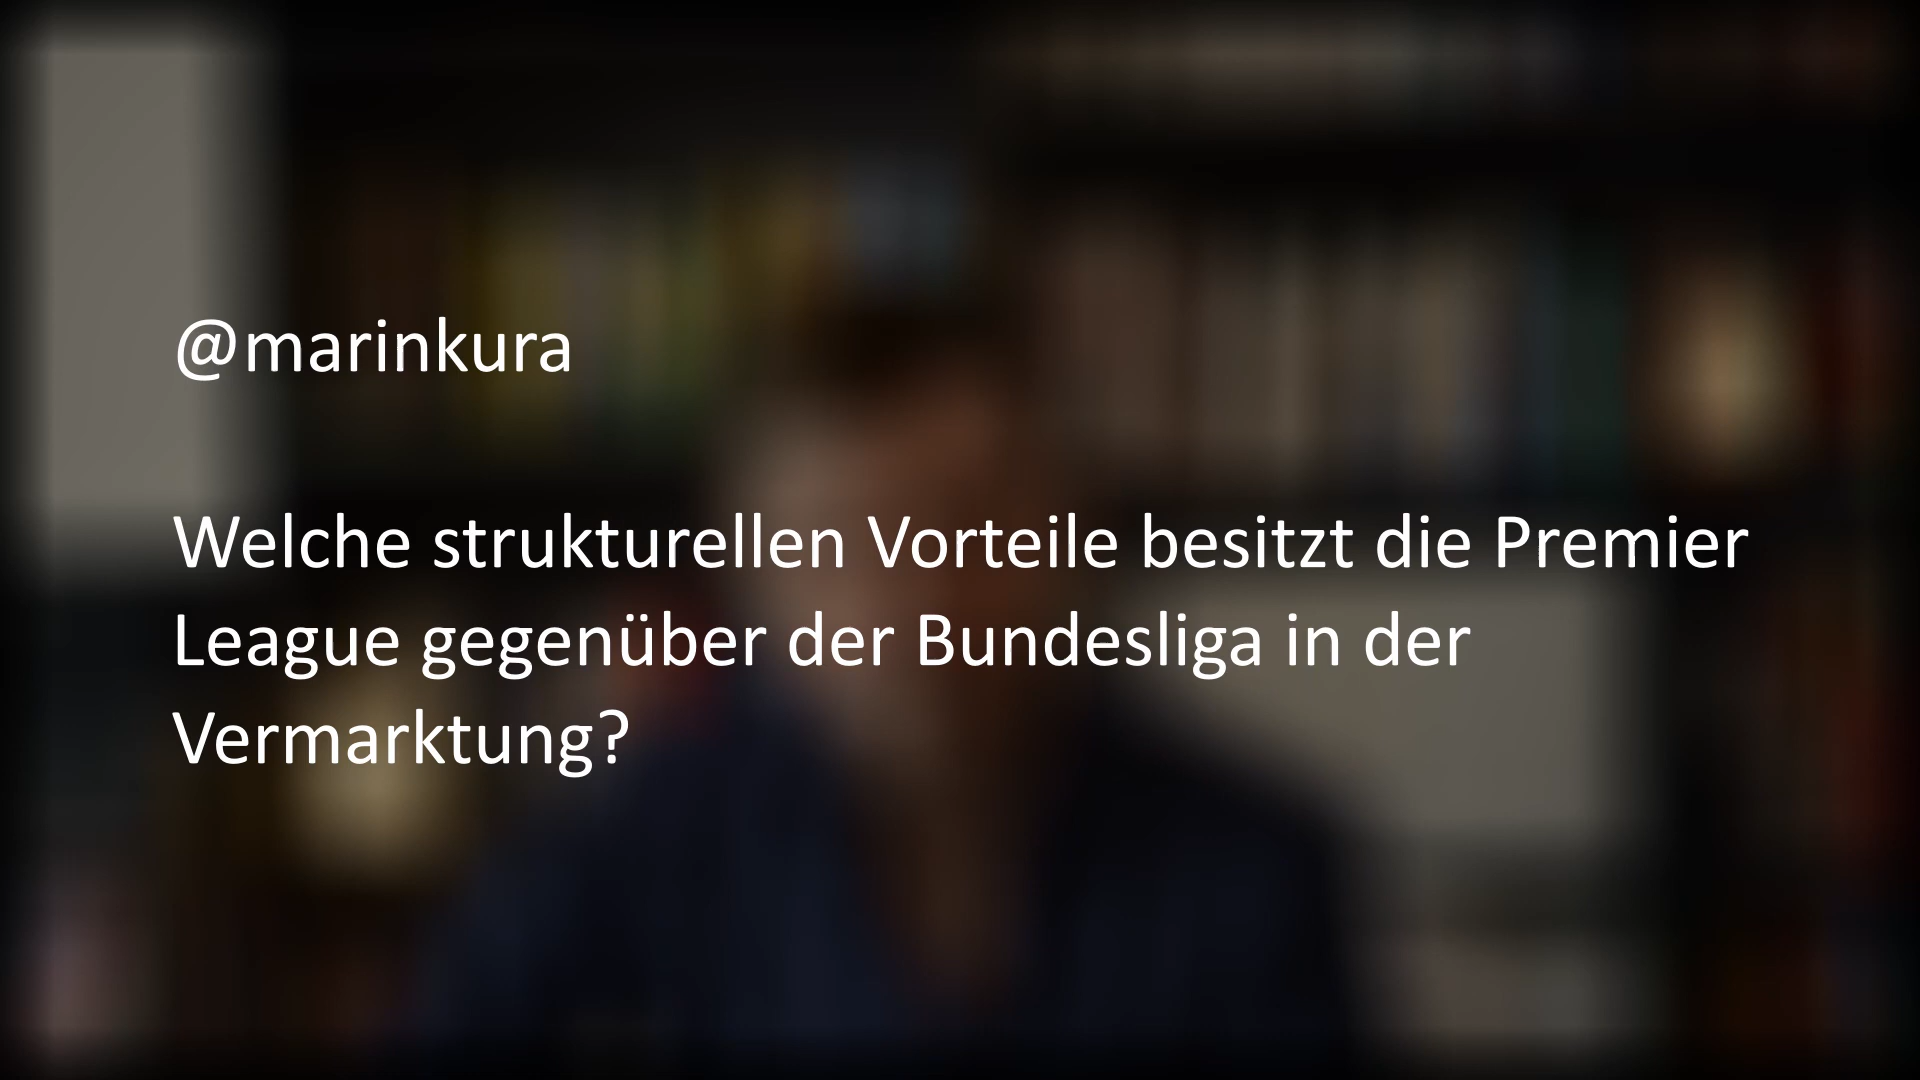 @marinkura
Welche strukturellen Vorteile besitzt die Premier
League gegenüber der Bundesliga in der
Vermarktung?